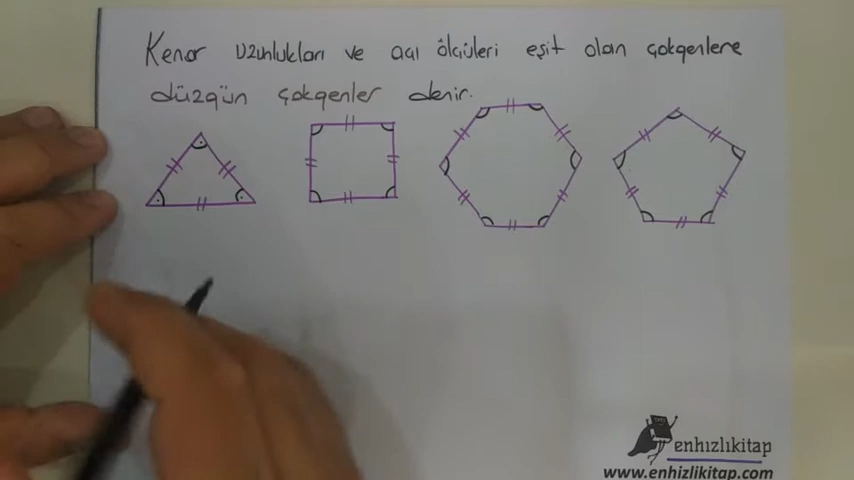 Kenar uzunlukları ve açı ölçüleri eşit olan çokgenlere
düzgün çokgenler denir.
enhızlıkitap
www.enhizlikitap.com